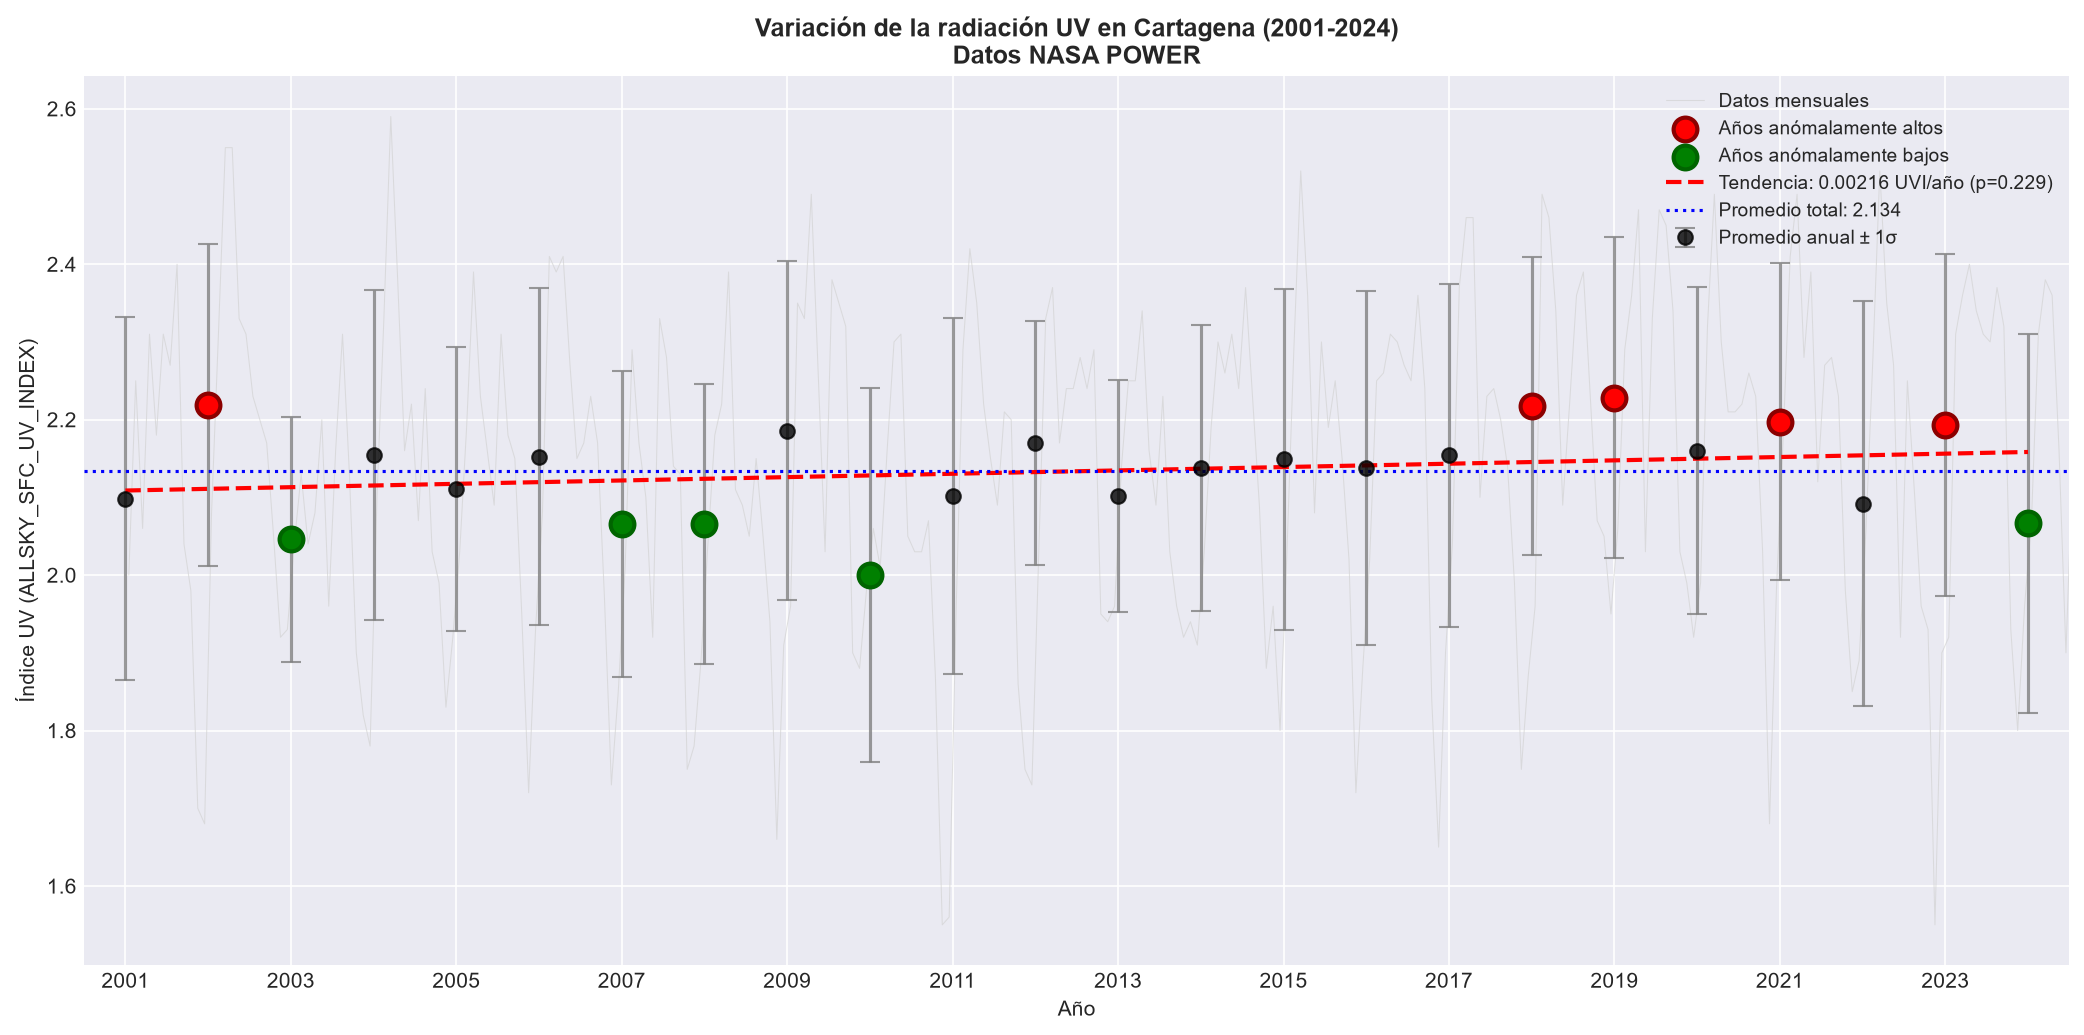 Variación de la radiación UV en Cartagena (2001-2024)
Datos NASA POWER
Datos mensuales
Años anómalamente altos
Años anómalamente bajos
Tendencia: 0.00216 UVI/año (p=0.229)
Promedio total: 2.134
Promedio anual ± 1σ
Índice UV (ALLSKY_SFC_UV_INDEX)
2.6
2.4
2.2
2.0
1.8
1.6
2001 2003 2005 2007 2009 2011 2013 2015 2017 2019 2021 2023
Año